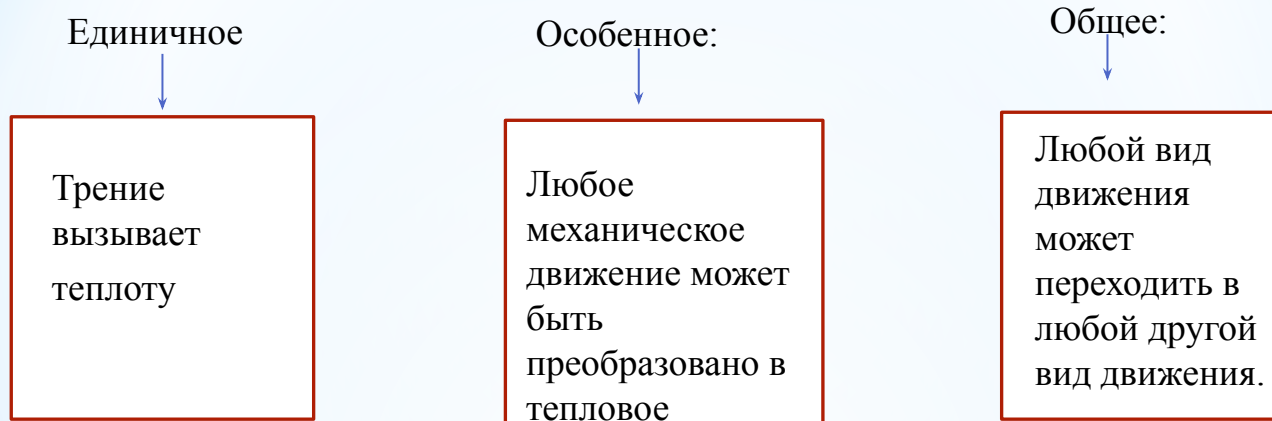 Единичное
Трение
вызывает
теплоту
Особенное:
Любое
механическое
движение может
быть
преобразовано в
тепловое
Общее:
Любой вид
движения
может
переходить в
любой другой
вид движения.